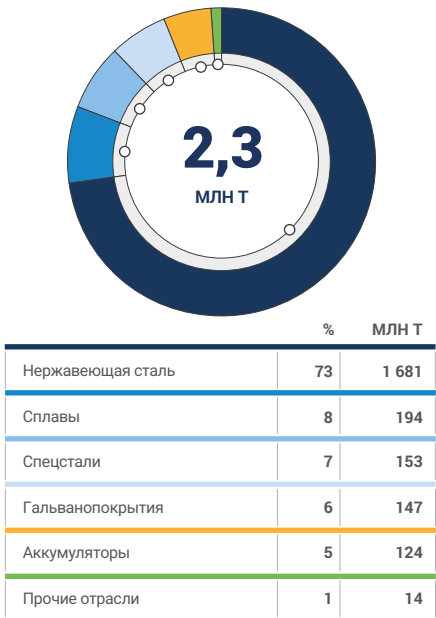 2,3
МЛН Т
% МЛН Т
Нержавеющая сталь 73 1 681
Сплавы 8 194
Спецстали 7 153
Гальванопокрытия 6 147
Аккумуляторы 5 124
Прочие отрасли 1 14